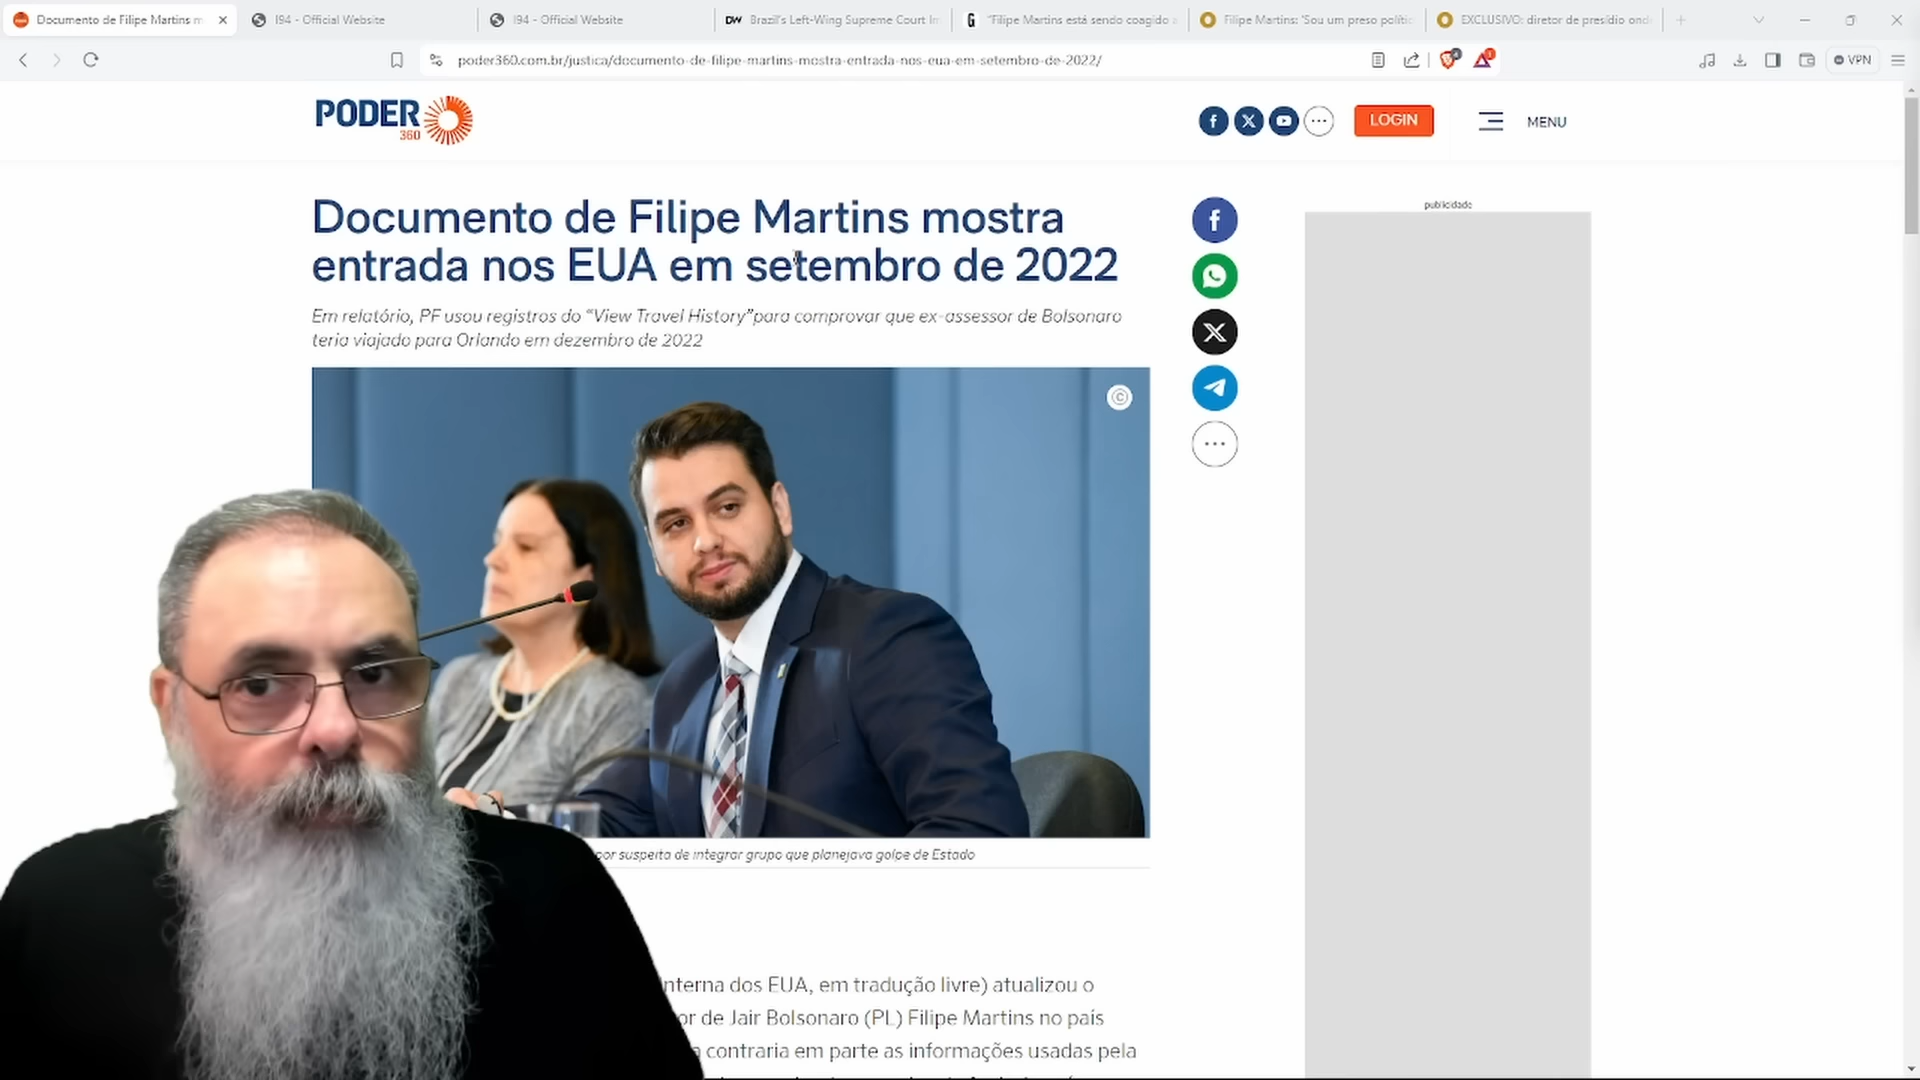 Documento de Filipe Martins m
I94 - Official Website
I94 - Official Website
DW
Brazil's Left-Wing Supreme Court In
"Filipe Martins está sendo coagido a
Filipe Martins: 'Sou um preso polític
EXCLUSIVO: diretor de presídio ond
poder360.com.br/justica/documento-de-filipe-martins-mostra-entrada-nos-eua-em-setembro-de-2022/
VPN
PODER
360
LOGIN
MENU
Documento de Filipe Martins mostra
entrada nos EUA em setembro de 2022
Em relatório, PF usou registros do "View Travel History"para comprovar que ex-assessor de Bolsonaro
teria viajado para Orlando em dezembro de 2022
publicidade
por suspeita de integrar grupo que planejava golpe de Estado
nterna dos EUA, em tradução livre) atualizou o
or de Jair Bolsonaro (PL) Filipe Martins no país
a contraria em parte as informações usadas pela